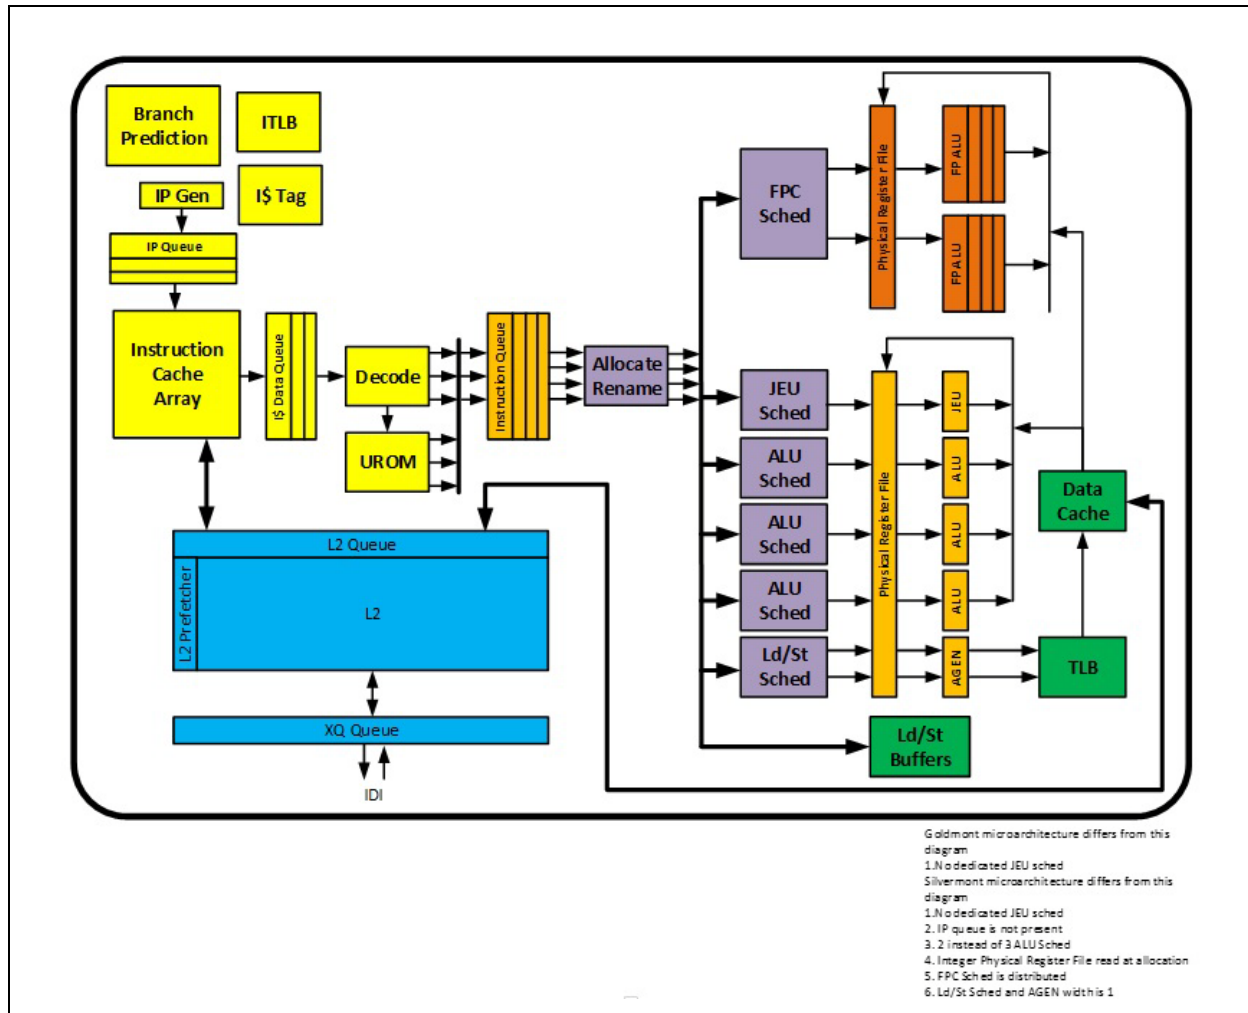 Branch
Prediction
ITLB
IP Gen
I$ Tag
IP Queue
Instruction
Cache
Array
I$ Data Queue
Decode
UROM
Instruction Queue
Allocate
Rename
L2 Queue
L2 Prefetcher
L2
XQ Queue
IDI
FPC
Sched
Physical Register File
FPALU
FPALU
JEU
Sched
ALU
Sched
ALU
Sched
ALU
Sched
Ld/St
Sched
Physical Register File
JEU
ALU
ALU
ALU
AGEN
Data
Cache
TLB
Ld/St
Buffers
Goldmont microarchitecture differs from this
diagram
1.No dedicated JEU sched
Silvermont microarchitecture differs from this
diagram
1.No dedicated JEU sched
2. IP queue is not present
3. 2 instead of 3 ALU Sched
4. Integer Physical Register File read at allocation
5. FPC Sched is distributed
6. Ld/St Sched and AGEN width is 1